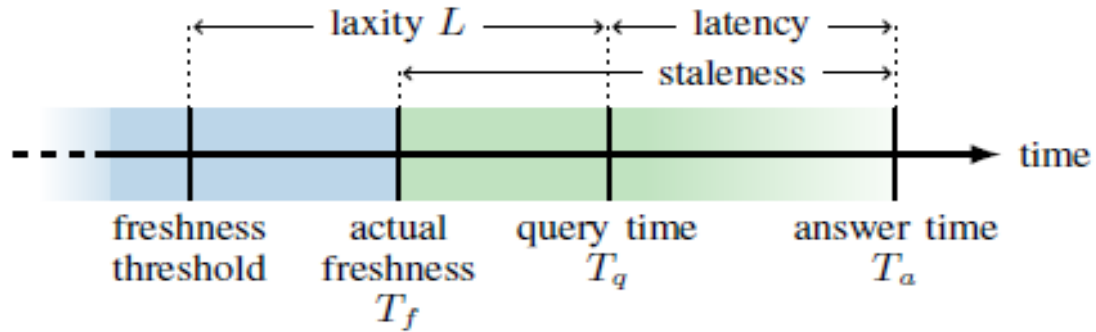 laxity L
latency
staleness
time
freshness threshold
actual freshness T_f
query time T_q
answer time T_a